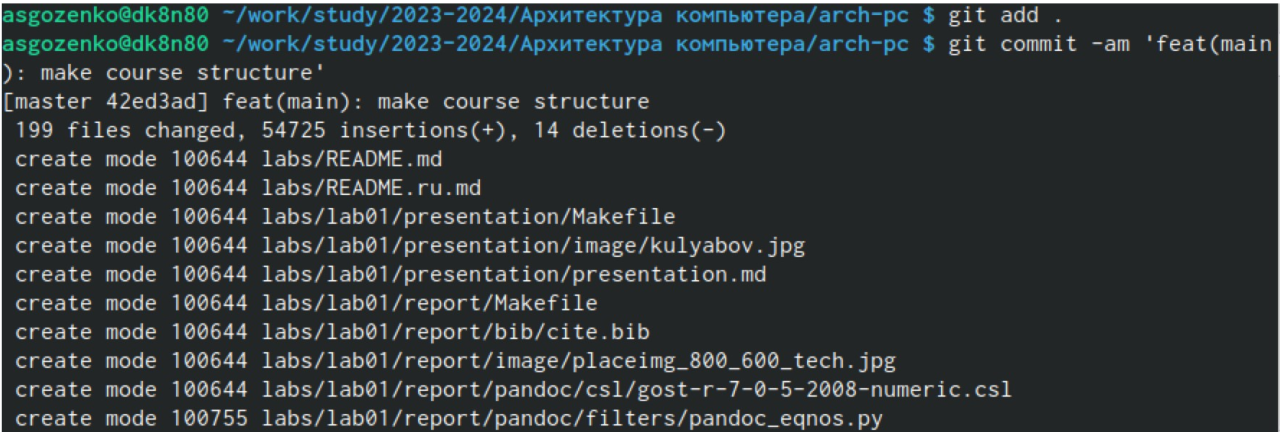 asgozenko@dk8n80 ~/work/study/2023-2024/Архитектура компьютера/arch-pc $ git add .
asgozenko@dk8n80 ~/work/study/2023-2024/Архитектура компьютера/arch-pc $ git commit -am 'feat(main
): make course structure'
[master 42ed3ad] feat(main): make course structure
 199 files changed, 54725 insertions(+), 14 deletions(-)
 create mode 100644 labs/README.md
 create mode 100644 labs/README.ru.md
 create mode 100644 labs/lab01/presentation/Makefile
 create mode 100644 labs/lab01/presentation/image/kulyabov.jpg
 create mode 100644 labs/lab01/presentation/presentation.md
 create mode 100644 labs/lab01/report/Makefile
 create mode 100644 labs/lab01/report/bib/cite.bib
 create mode 100644 labs/lab01/report/image/placeimg_800_600_tech.jpg
 create mode 100644 labs/lab01/report/pandoc/csl/gost-r-7-0-5-2008-numeric.csl
 create mode 100755 labs/lab01/report/pandoc/filters/pandoc_eqnos.py